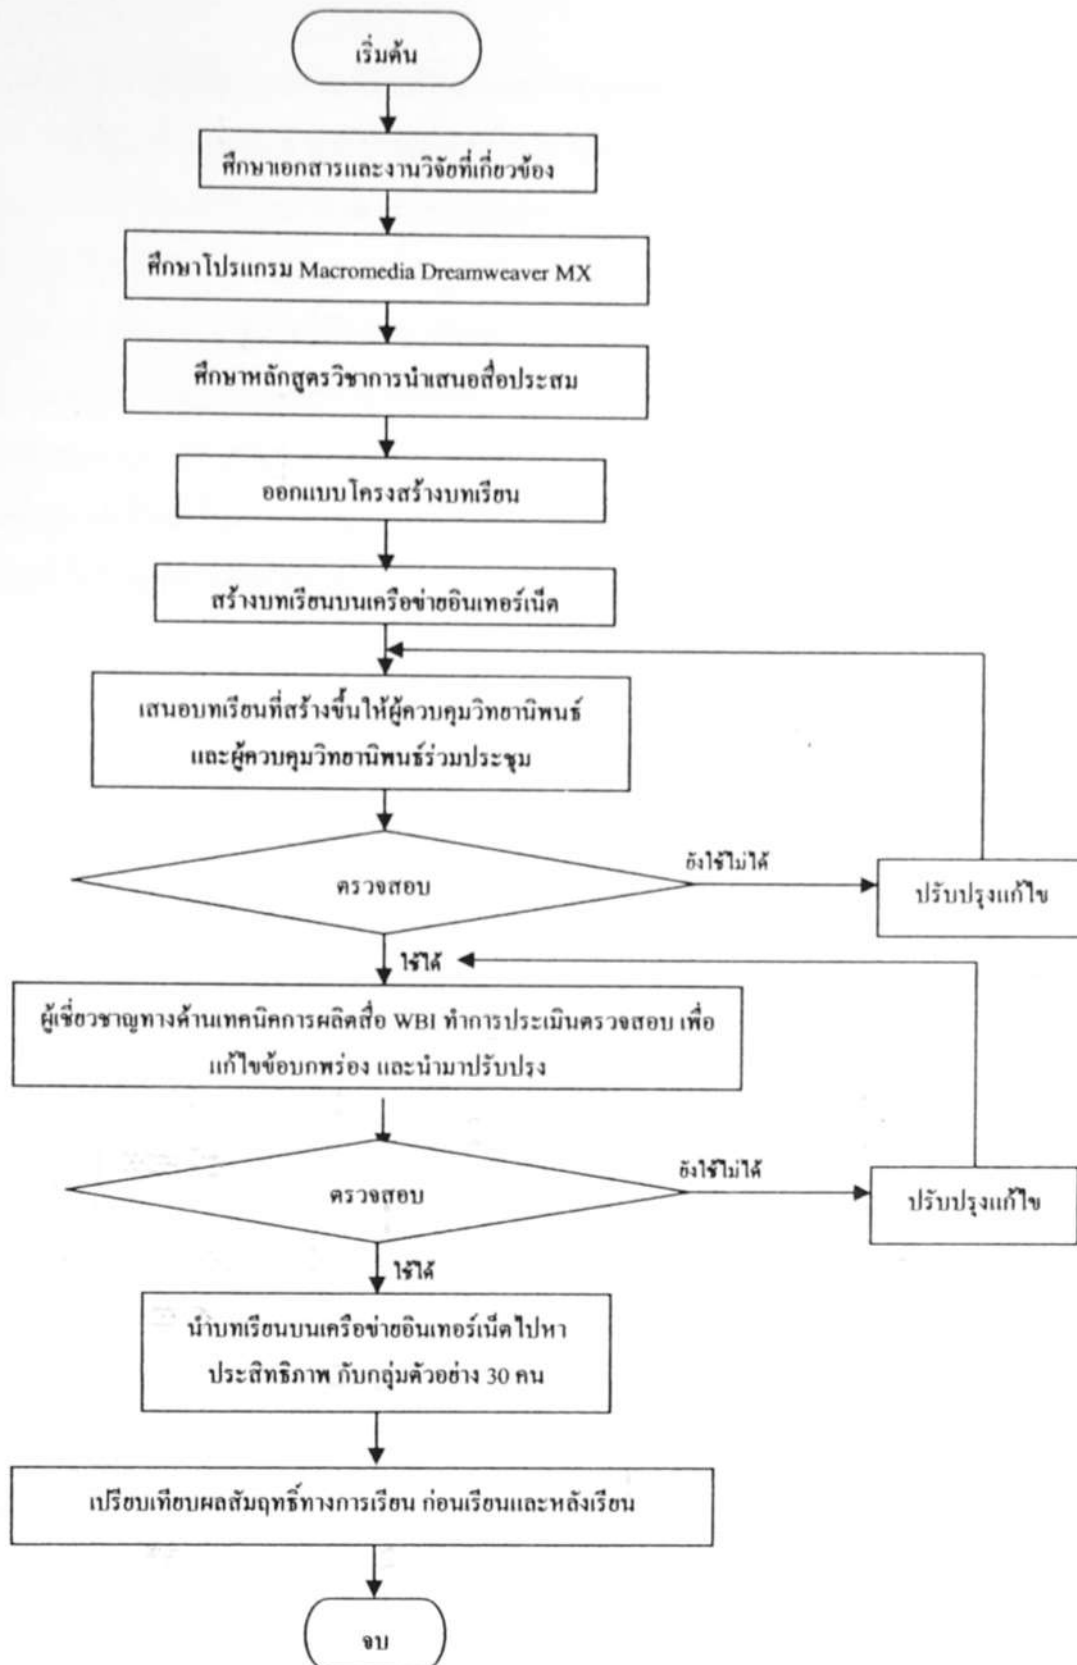 เริ่มต้น
ศึกษาเอกสารและงานวิจัยที่เกี่ยวข้อง
ศึกษาโปรแกรม Macromedia Dreamweaver MX
ศึกษาหลักสูตรวิชาการนำเสนอสื่อประสม
ออกแบบโครงสร้างบทเรียน
สร้างบทเรียนบนเครือข่ายอินเทอร์เน็ต
เสนอบทเรียนที่สร้างขึ้นให้ผู้ควบคุมวิทยานิพนธ์
และผู้ควบคุมวิทยานิพนธ์ร่วมประชุม
ตรวจสอบ
ยังใช้ไม่ได้
ปรับปรุงแก้ไข
ใช้ได้
ผู้เชี่ยวชาญทางด้านเทคนิคการผลิตสื่อ WBI ทำการประเมินตรวจสอบ เพื่อ
แก้ไขข้อบกพร่อง และนำมาปรับปรุง
ตรวจสอบ
ยังใช้ไม่ได้
ปรับปรุงแก้ไข
ใช้ได้
นำบทเรียนบนเครือข่ายอินเทอร์เน็ตไปหา
ประสิทธิภาพ กับกลุ่มตัวอย่าง 30 คน
เปรียบเทียบผลสัมฤทธิ์ทางการเรียน ก่อนเรียนและหลังเรียน
จบ